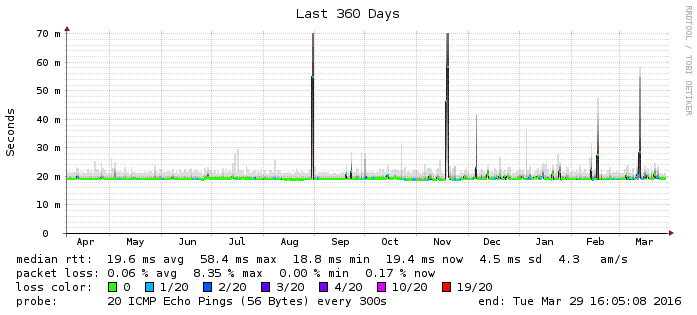 Last 360 Days
RRDTOOL / TOBI OETIKER
Seconds
70 m
60 m
50 m
40 m
30 m
20 m
10 m
0
Apr May Jun Jul Aug Sep Oct Nov Dec Jan Feb Mar
median rtt: 19.6 ms avg 58.4 ms max 18.8 ms min 19.4 ms now 4.5 ms sd 4.3 am/s
packet loss: 0.06 % avg 8.35 % max 0.00 % min 0.17 % now
loss color: 0 1/20 2/20 3/20 4/20 10/20 19/20
probe: 20 ICMP Echo Pings (56 Bytes) every 300s end: Tue Mar 29 16:05:08 2016